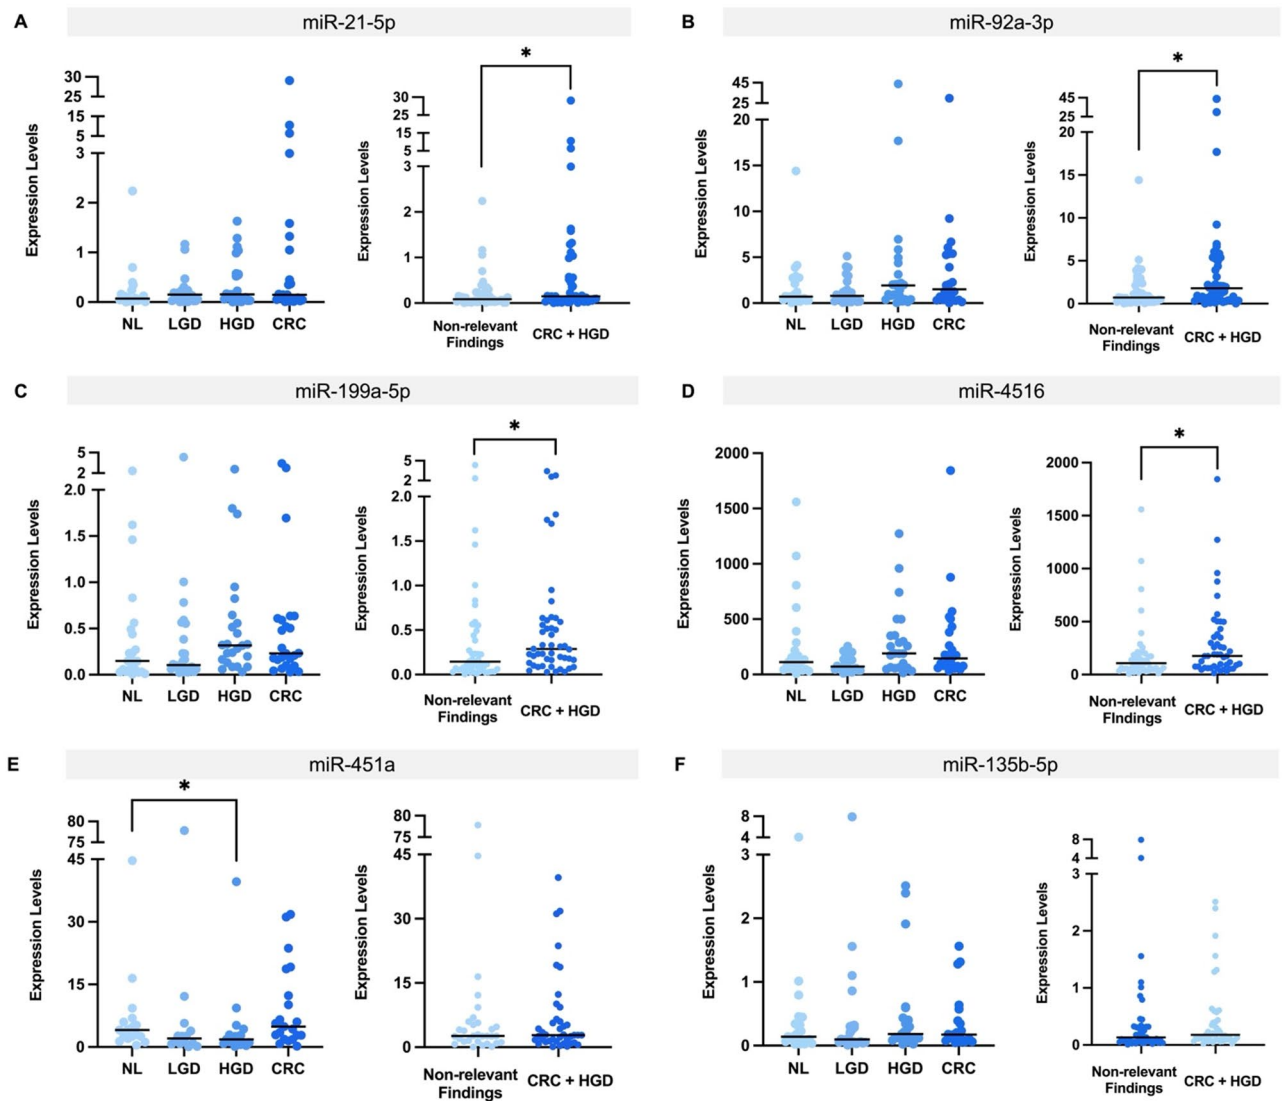 A
miR-21-5p
B
miR-92a-3p
Expression Levels
30
25
15
5
3
2
1
0
NL LGD HGD CRC
*
Expression Levels
30
25
15
5
3
2
1
0
Non-relevant
Findings
CRC + HGD
Expression Levels
45
25
20
15
10
5
0
NL LGD HGD CRC
*
Expression Levels
45
25
20
15
10
5
0
Non-relevant
Findings
CRC + HGD
C
miR-199a-5p
D
miR-4516
Expression Levels
5
2
2.0
1.5
1.0
0.5
0.0
NL LGD HGD CRC
*
Expression Levels
5
2
2.0
1.5
1.0
0.5
0.0
Non-relevant
Findings
CRC + HGD
Expression Levels
2000
1500
1000
500
0
NL LGD HGD CRC
*
Expression Levels
2000
1500
1000
500
0
Non-relevant
FIndings
CRC + HGD
E
miR-451a
F
miR-135b-5p
*
Expression Levels
80
75
45
30
15
0
NL LGD HGD CRC
Expression Levels
80
75
45
30
15
0
Non-relevant
Findings
CRC + HGD
Expression Levels
8
4
3
2
1
0
NL LGD HGD CRC
Expression Levels
8
4
3
2
1
0
Non-relevant
Findings
CRC + HGD